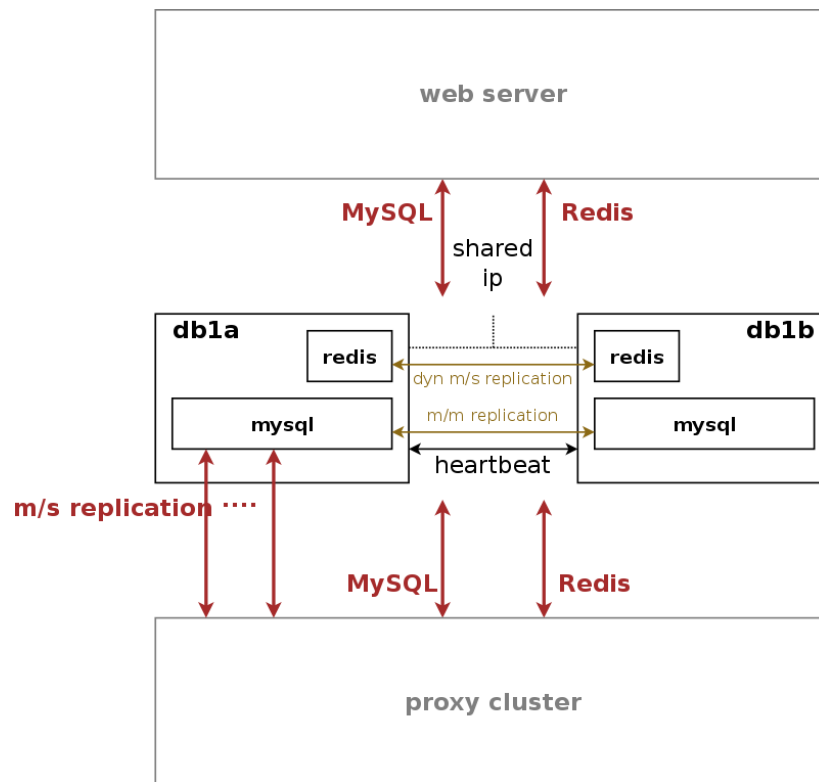 web server
MySQL
Redis
shared
ip
db1a
db1b
redis
redis
dyn m/s replication
m/m replication
mysql
mysql
heartbeat
m/s replication ····
MySQL
Redis
proxy cluster